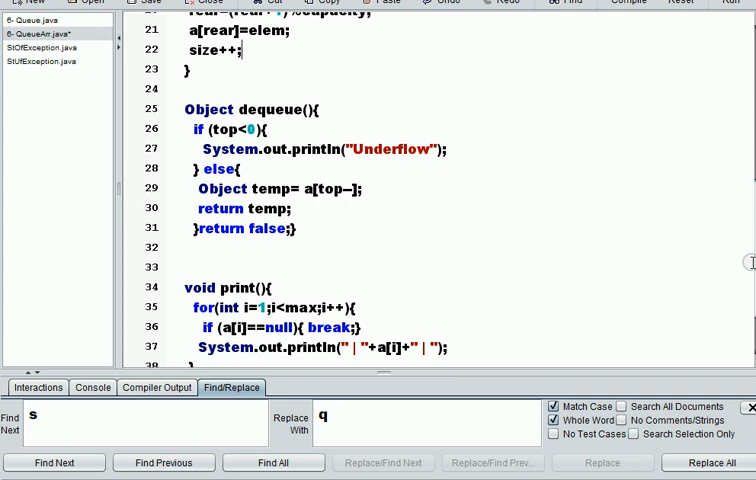 New Open Save Close Cut Copy Paste Undo Redo Find Compile Reset Run
6- Queue.java
6- QueueArr.java*
StOfException.java
StUfException.java
21 a[rear]=elem;
22 size++;
23 }
24
25 Object dequeue(){
26 if (top<0){
27 System.out.println("Underflow");
28 } else{
29 Object temp= a[top--];
30 return temp;
31 }return false;}
32
33
34 void print(){
35 for(int i=1;i<max;i++){
36 if (a[i]==null){ break;}
37 System.out.println(" | "+a[i]+" | ");
38 }
Interactions Console Compiler Output Find/Replace
Find Next s Replace With q
Match Case Search All Documents
Whole Word No Comments/Strings
No Test Cases Search Selection Only
Find Next Find Previous Find All Replace/Find Next Replace/Find Prev... Replace Replace All